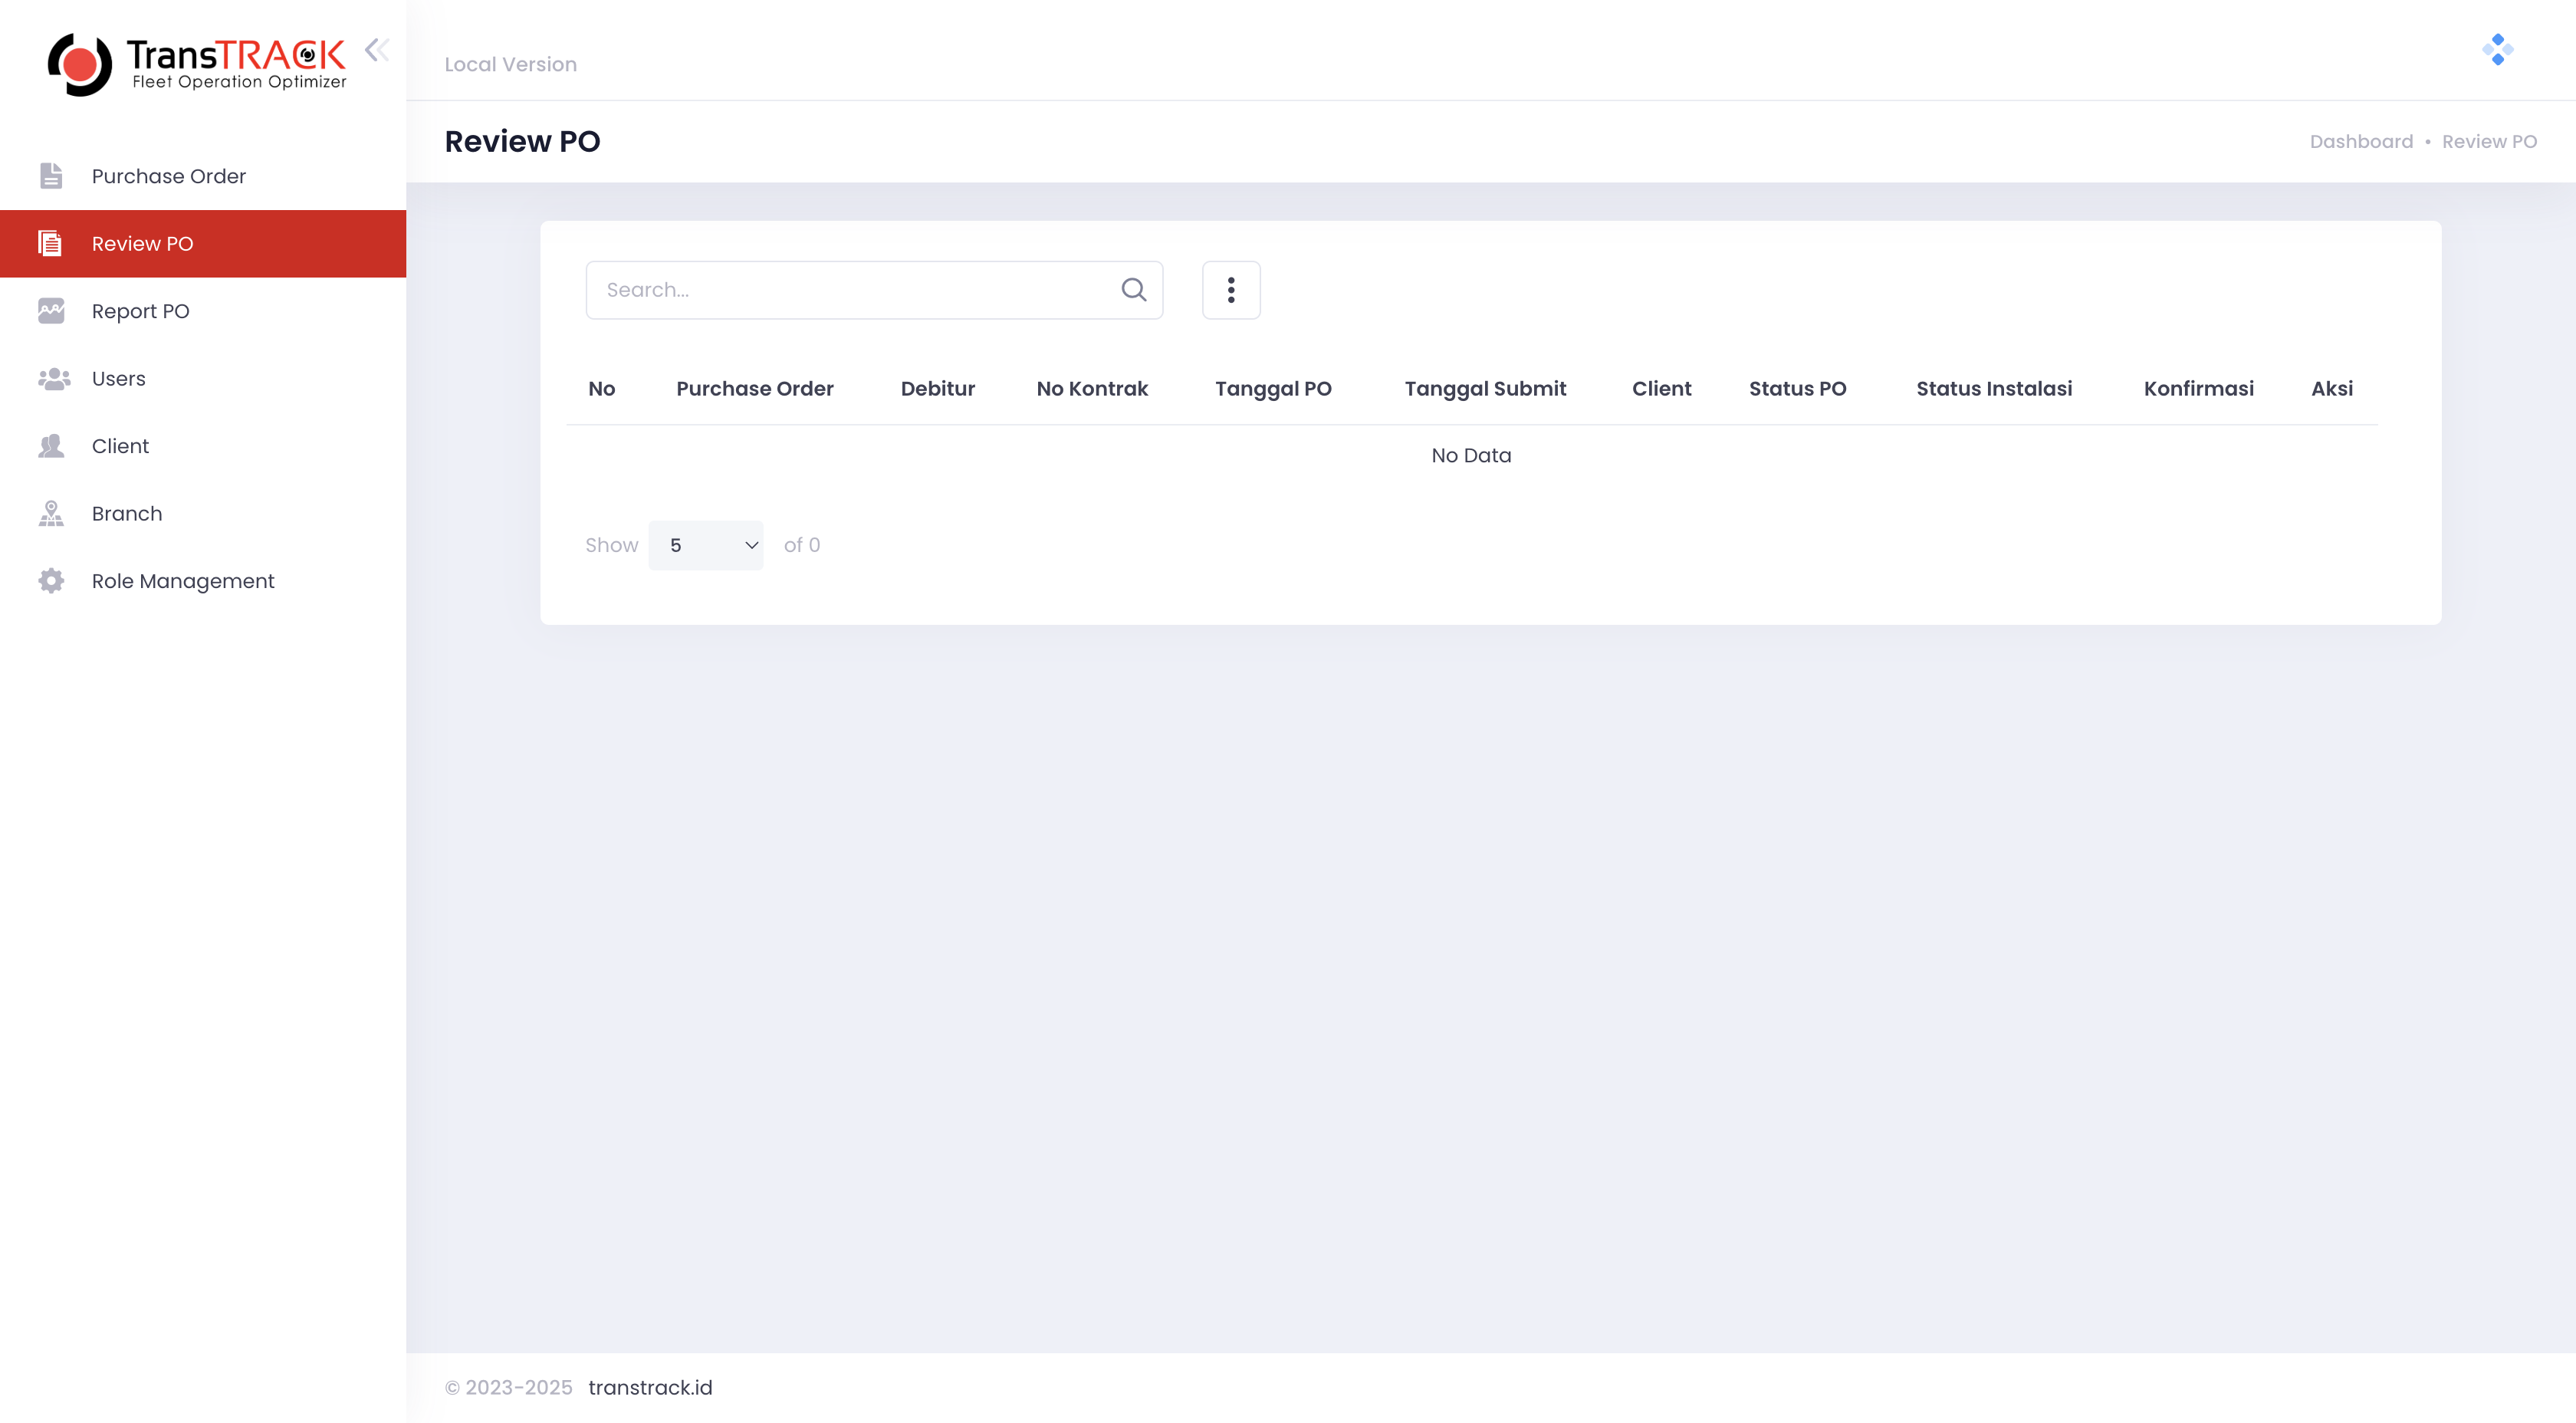 TransTRACK
Fleet Operation Optimizer
Purchase Order
Review PO
Report PO
Users
Client
Branch
Role Management
Local Version
Review PO
Dashboard • Review PO
Search...
No Purchase Order Debitur No Kontrak Tanggal PO Tanggal Submit Client Status PO Status Instalasi Konfirmasi Aksi
No Data
Show 5 of 0
© 2023-2025 transtrack.id